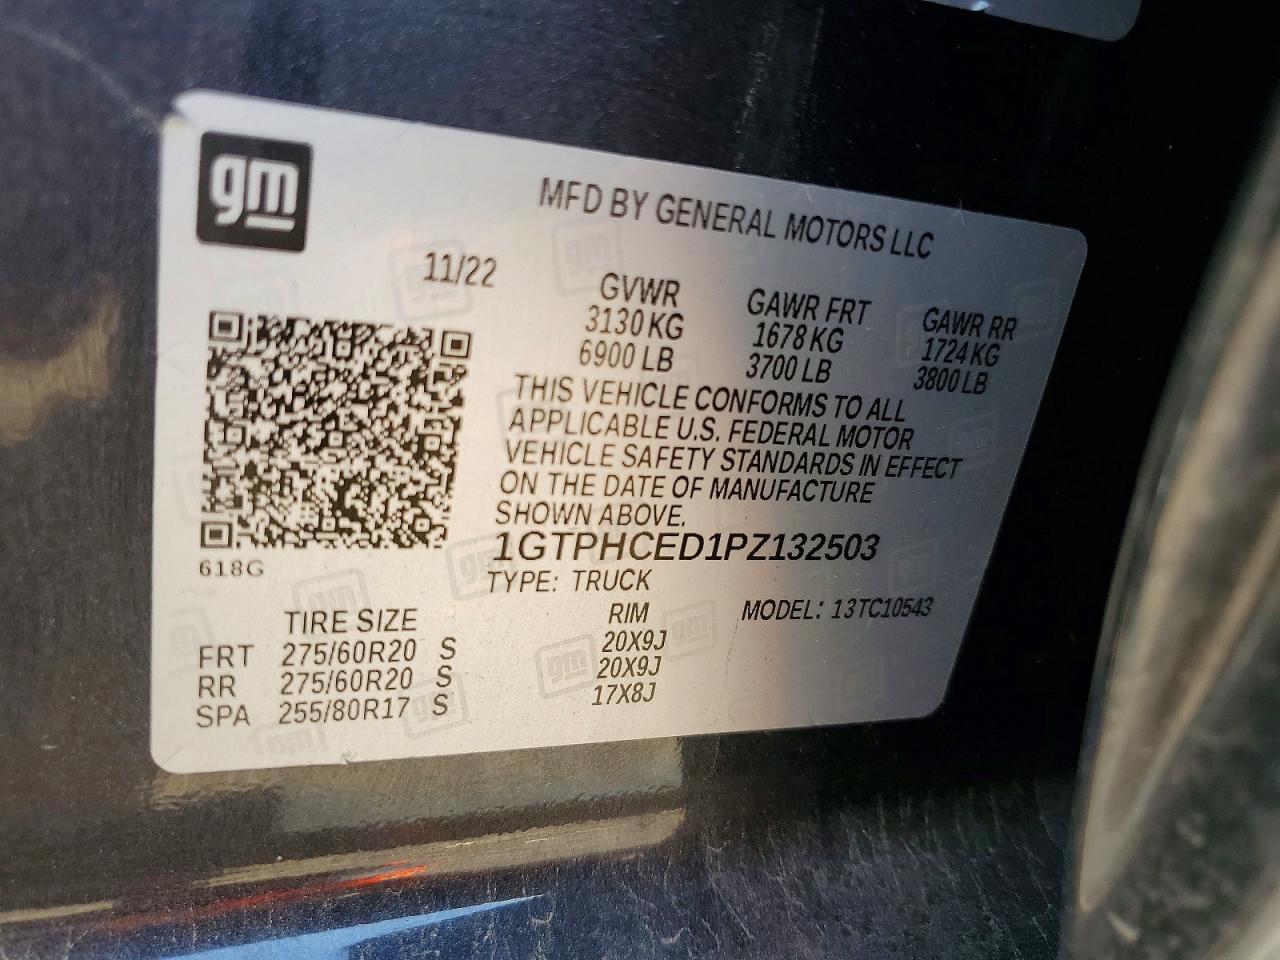 gm
MFD BY GENERAL MOTORS LLC
11/22
GVWR GAWR FRT GAWR RR
3130 KG 1678 KG 1724 KG
6900 LB 3700 LB 3800 LB
THIS VEHICLE CONFORMS TO ALL
APPLICABLE U.S. FEDERAL MOTOR
VEHICLE SAFETY STANDARDS IN EFFECT
ON THE DATE OF MANUFACTURE
SHOWN ABOVE.
1GTPHCED1PZ132503
618G
TYPE: TRUCK
TIRE SIZE RIM MODEL: 13TC10543
FRT 275/60R20 S 20X9J
RR 275/60R20 S 20X9J
SPA 255/80R17 S 17X8J